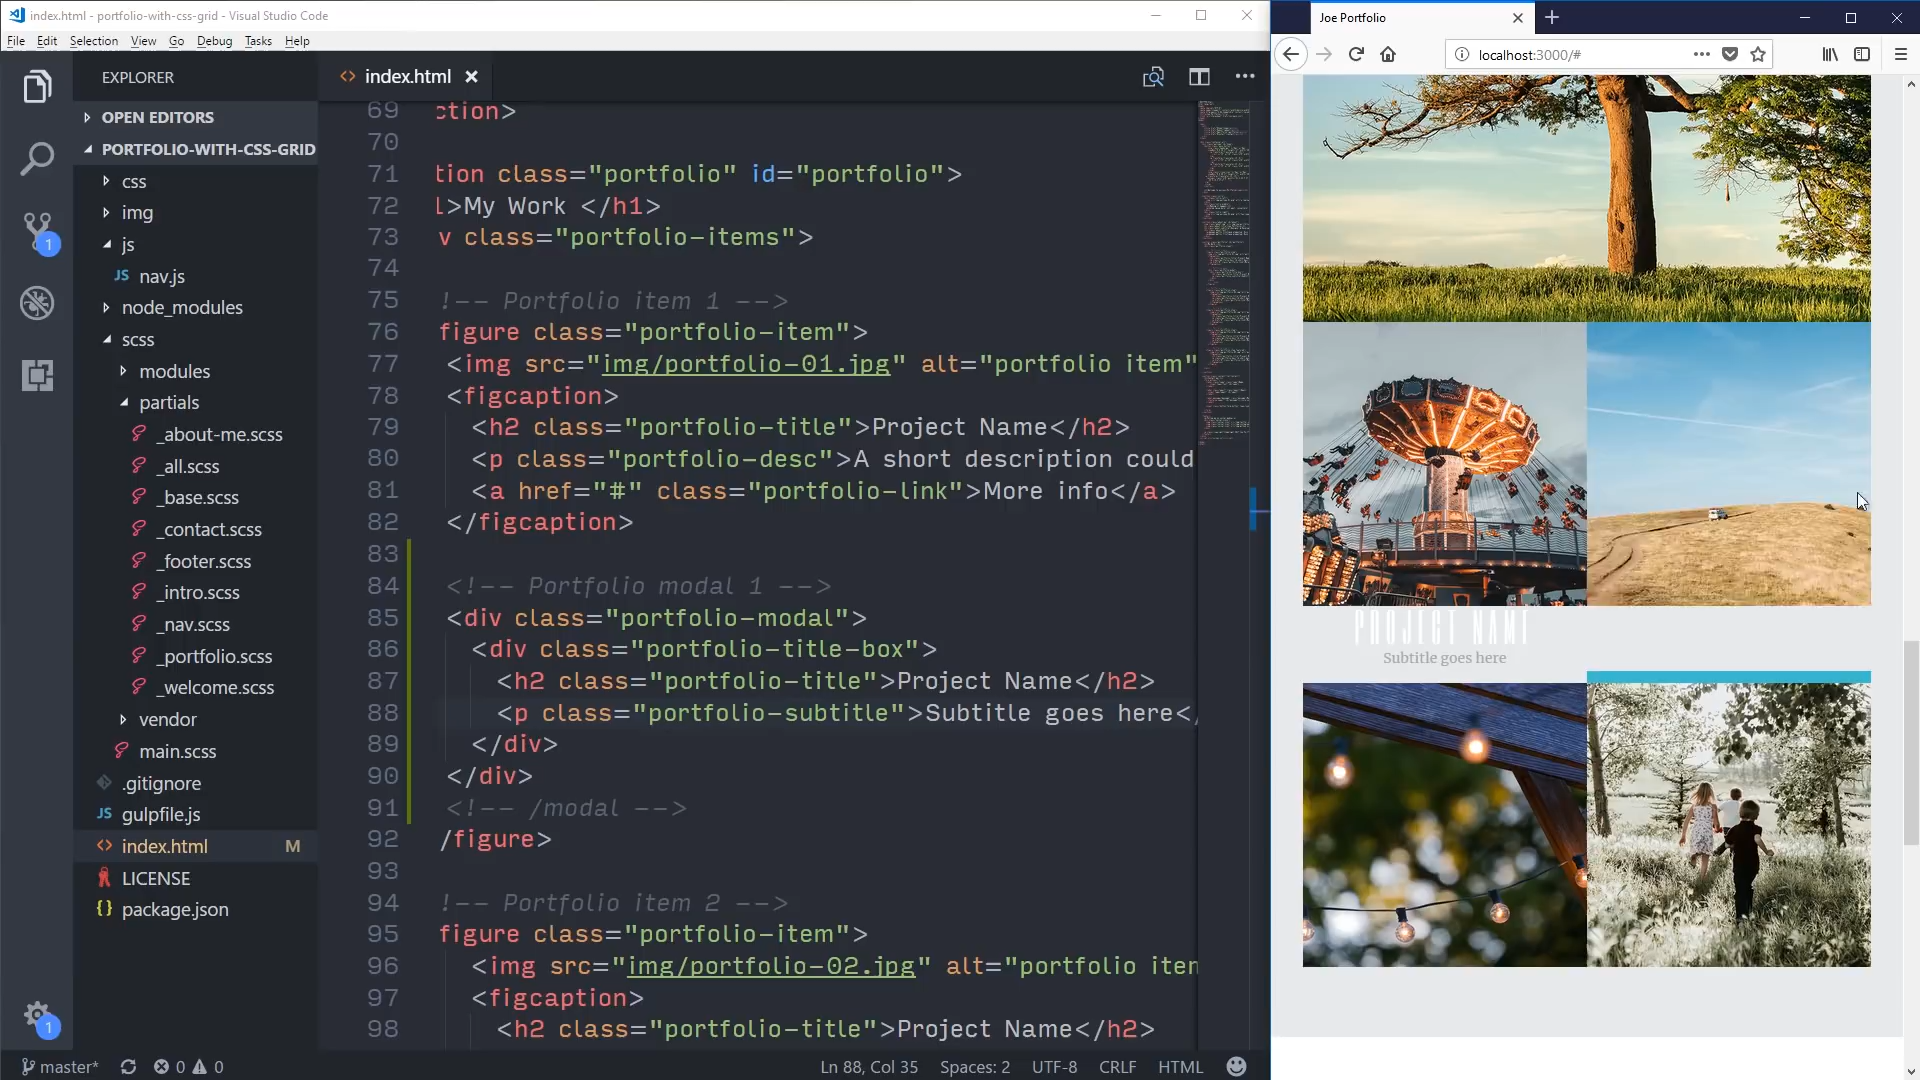 index.html - portfolio-with-css-grid - Visual Studio Code
File Edit Selection View Go Debug Tasks Help
EXPLORER
OPEN EDITORS
PORTFOLIO-WITH-CSS-GRID
css
img
js
JS nav.js
node_modules
scss
modules
partials
_about-me.scss
_all.scss
_base.scss
_contact.scss
_footer.scss
_intro.scss
_nav.scss
_portfolio.scss
_welcome.scss
vendor
main.scss
.gitignore
JS gulpfile.js
<> index.html M
LICENSE
{} package.json
1
1
<> index.html
69 ction>
70
71 tion class="portfolio" id="portfolio">
72 l>My Work </h1>
73 v class="portfolio-items">
74
75 !-- Portfolio item 1 -->
76 figure class="portfolio-item">
77 <img src="img/portfolio-01.jpg" alt="portfolio item"
78 <figcaption>
79 <h2 class="portfolio-title">Project Name</h2>
80 <p class="portfolio-desc">A short description could
81 <a href="#" class="portfolio-link">More info</a>
82 </figcaption>
83
84 <!-- Portfolio modal 1 -->
85 <div class="portfolio-modal">
86 <div class="portfolio-title-box">
87 <h2 class="portfolio-title">Project Name</h2>
88 <p class="portfolio-subtitle">Subtitle goes here</
89 </div>
90 </div>
91 <!-- /modal -->
92 /figure>
93
94 !-- Portfolio item 2 -->
95 figure class="portfolio-item">
96 <img src="img/portfolio-02.jpg" alt="portfolio iten
97 <figcaption>
98 <h2 class="portfolio-title">Project Name</h2>
master* 0 0 Ln 88, Col 35 Spaces: 2 UTF-8 CRLF HTML
Joe Portfolio
localhost:3000/#
PROJECT NAME
Subtitle goes here